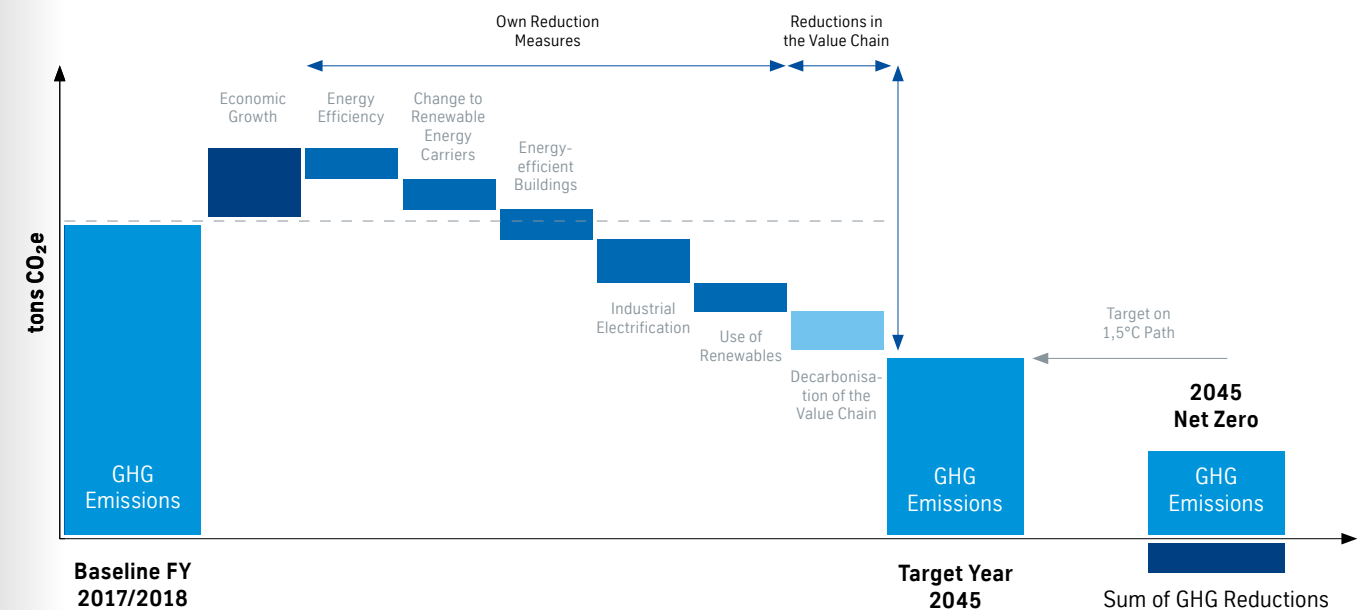 Own Reduction
Measures
Reductions in
the Value Chain
Economic
Growth
Energy
Efficiency
Change to
Renewable
Energy
Carriers
Energy-
efficient
Buildings
tons CO₂e
Industrial
Electrification
Use of
Renewables
Decarbonisa-
tion of the
Value Chain
Target on
1,5°C Path
2045
Net Zero
GHG
Emissions
GHG
Emissions
GHG
Emissions
Baseline FY
2017/2018
Target Year
2045
Sum of GHG Reductions